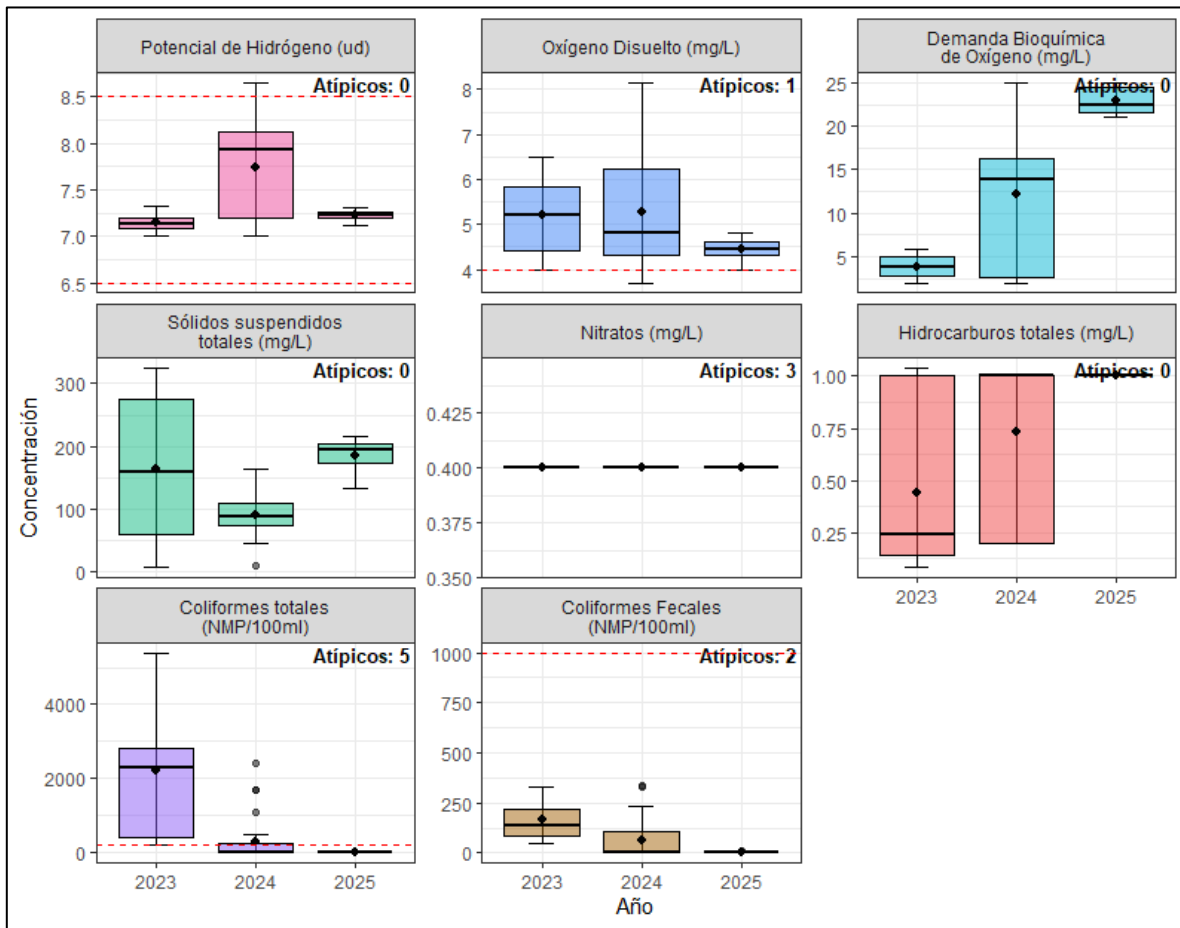 Potencial de Hidrógeno (ud)
Atípicos: 0
8.5
8.0
7.5
7.0
6.5
Oxígeno Disuelto (mg/L)
Atípicos: 1
8
7
6
5
4
Demanda Bioquímica
de Oxígeno (mg/L)
Atípicos: 0
25
20
15
10
5
Sólidos suspendidos
totales (mg/L)
Atípicos: 0
300
200
100
0
Nitratos (mg/L)
Atípicos: 3
0.425
0.400
0.375
0.350
Hidrocarburos totales (mg/L)
Atípicos: 0
1.00
0.75
0.50
0.25
2023 2024 2025
Coliformes totales
(NMP/100ml)
Atípicos: 5
4000
2000
0
2023 2024 2025
Coliformes Fecales
(NMP/100ml)
Atípicos: 2
1000
750
500
250
0
2023 2024 2025
Concentración
Año